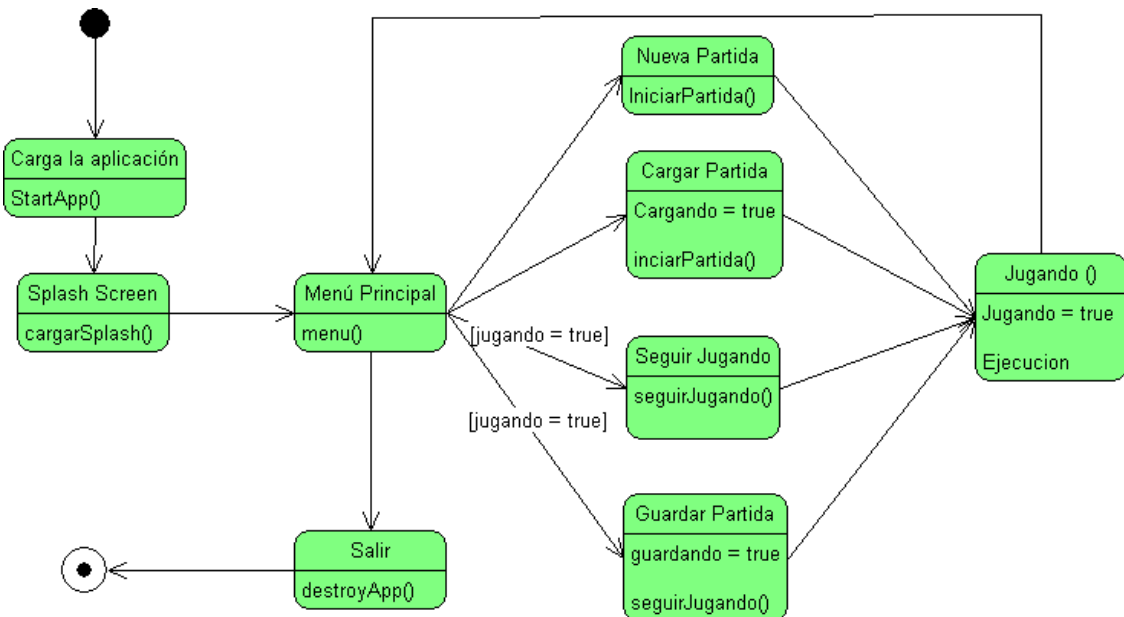 Carga la aplicación
StartApp()
Splash Screen
cargarSplash()
Menú Principal
menu()
Salir
destroyApp()
Nueva Partida
IniciarPartida()
Cargar Partida
Cargando = true
inciarPartida()
[jugando = true]
Seguir Jugando
seguirJugando()
[jugando = true]
Guardar Partida
guardando = true
seguirJugando()
Jugando ()
Jugando = true
Ejecucion